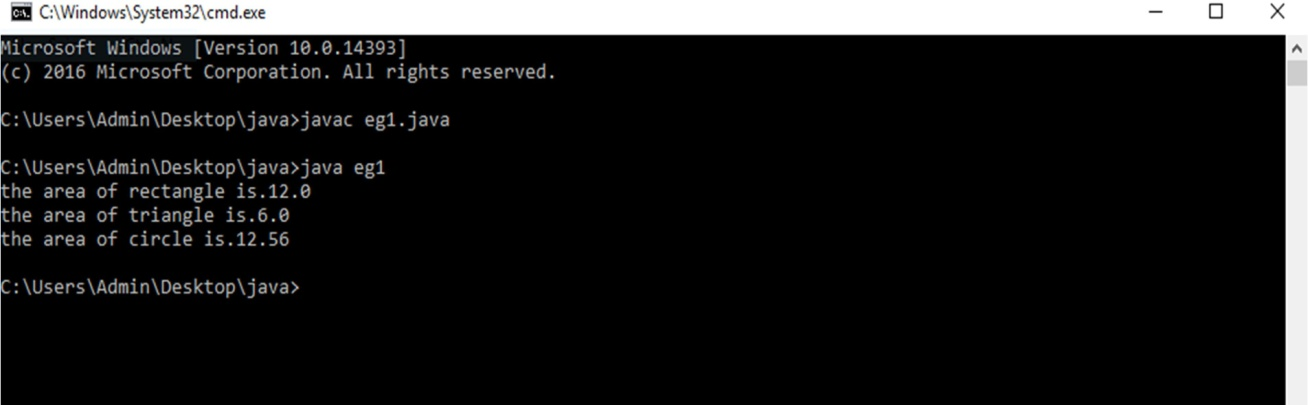 C:\Windows\System32\cmd.exe
Microsoft Windows [Version 10.0.14393]
(c) 2016 Microsoft Corporation. All rights reserved.
C:\Users\Admin\Desktop\java>javac eg1.java
C:\Users\Admin\Desktop\java>java eg1
the area of rectangle is.12.0
the area of triangle is.6.0
the area of circle is.12.56
C:\Users\Admin\Desktop\java>